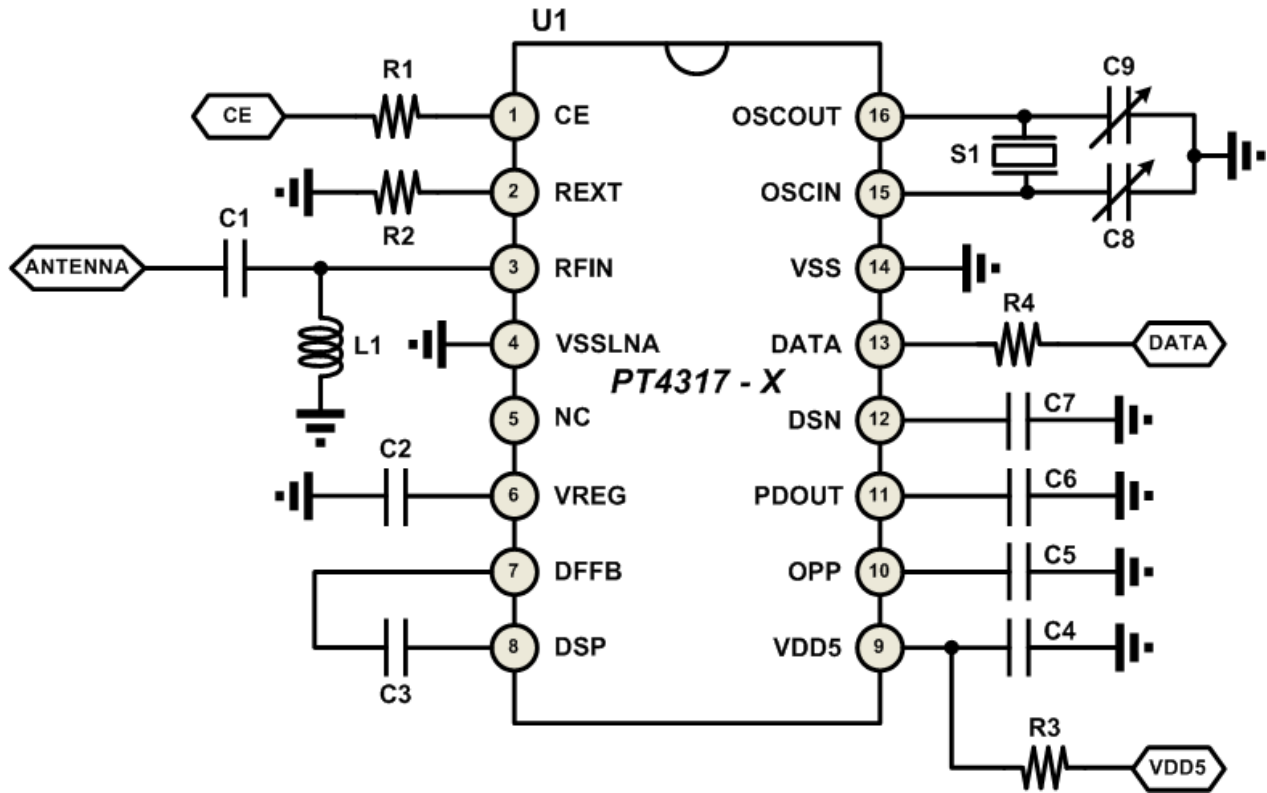 U1
R1
CE
1
CE
R2
2
REXT
ANTENNA
C1
3
RFIN
L1
4
VSSLNA
5
NC
C2
6
VREG
7
DFFB
C3
8
DSP
PT4317 - X
OSCOUT
16
C9
S1
OSCIN
15
C8
VSS
14
DATA
13
R4
DATA
DSN
12
C7
PDOUT
11
C6
OPP
10
C5
VDD5
9
C4
R3
VDD5